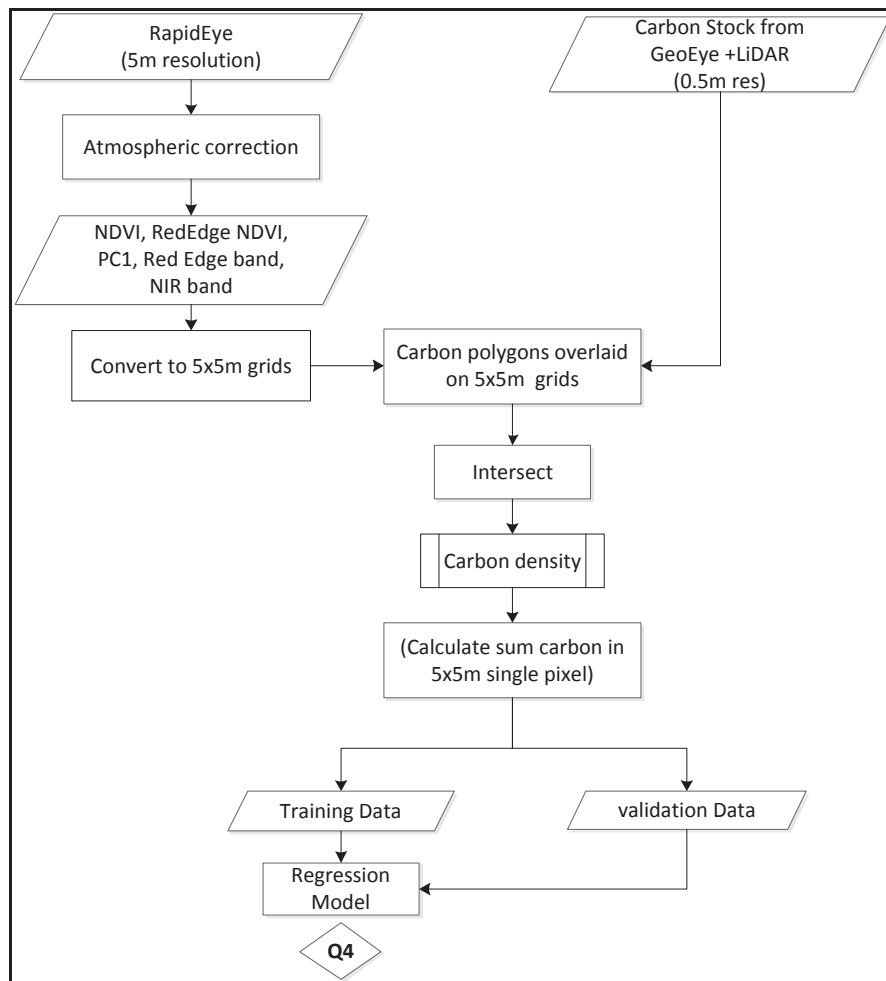 RapidEye
(5m resolution)
Carbon Stock from
GeoEye +LiDAR
(0.5m res)
Atmospheric correction
NDVI, RedEdge NDVI,
PC1, Red Edge band,
NIR band
Convert to 5x5m grids
Carbon polygons overlaid
on 5x5m grids
Intersect
Carbon density
(Calculate sum carbon in
5x5m single pixel)
Training Data
validation Data
Regression
Model
Q4